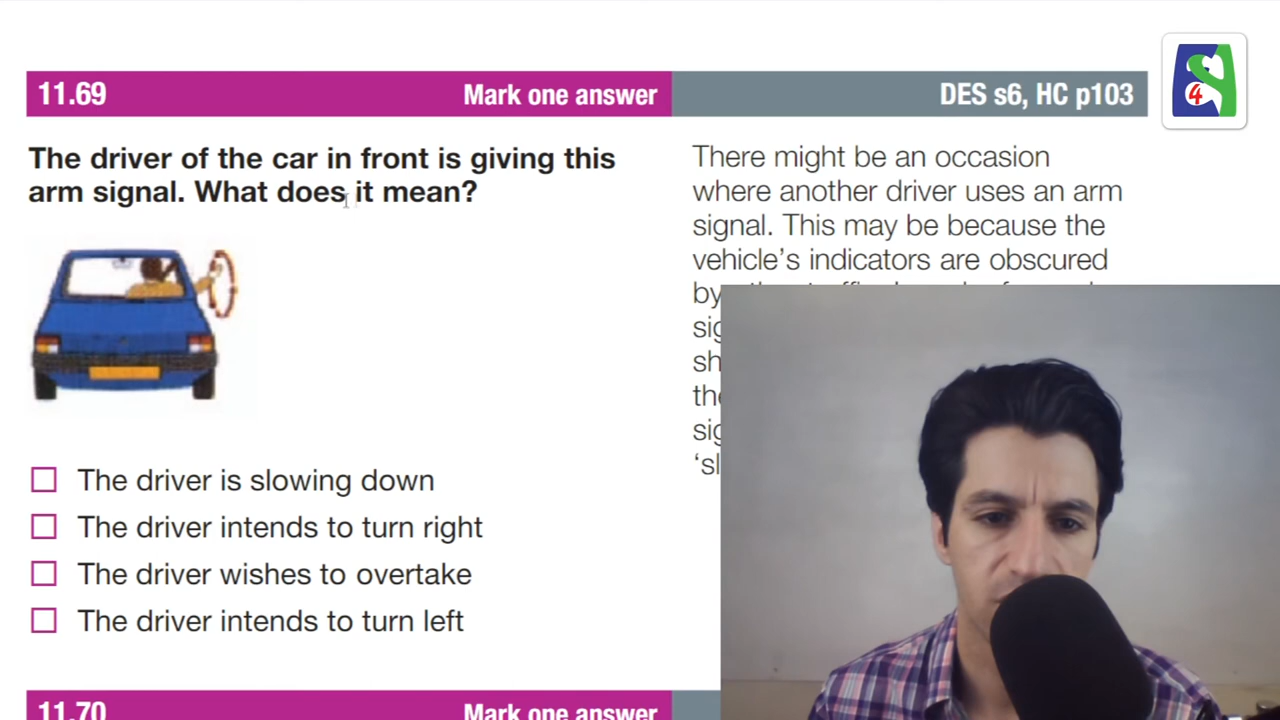 11.69
Mark one answer
DES s6, HC p103
4
The driver of the car in front is giving this
arm signal. What does it mean?
The driver is slowing down
The driver intends to turn right
The driver wishes to overtake
The driver intends to turn left
There might be an occasion
where another driver uses an arm
signal. This may be because the
vehicle's indicators are obscured
by
11.70
Mark one answer